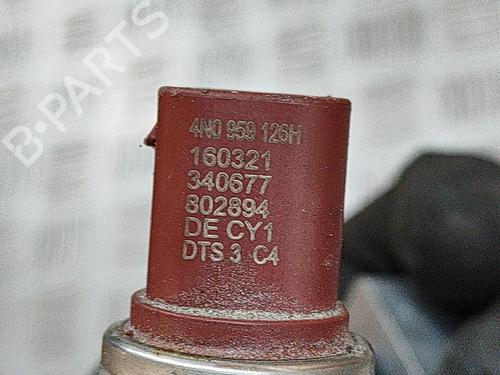 B-PARTS
4N0 959 126H
160321
340677
802894
DE CY1
DTS 3 C4